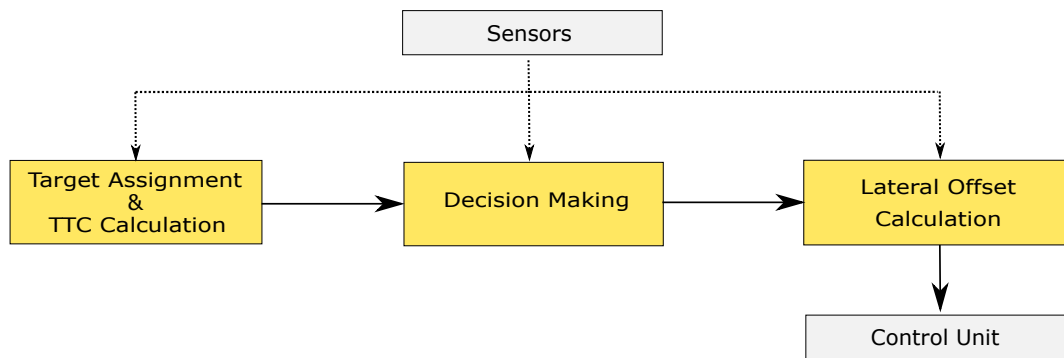 Sensors
Target Assignment
&
TTC Calculation
Decision Making
Lateral Offset
Calculation
Control Unit